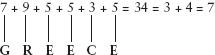 7 + 9 + 5 + 5 + 3 + 5 = 34 = 3 + 4 = 7
G R E E C E